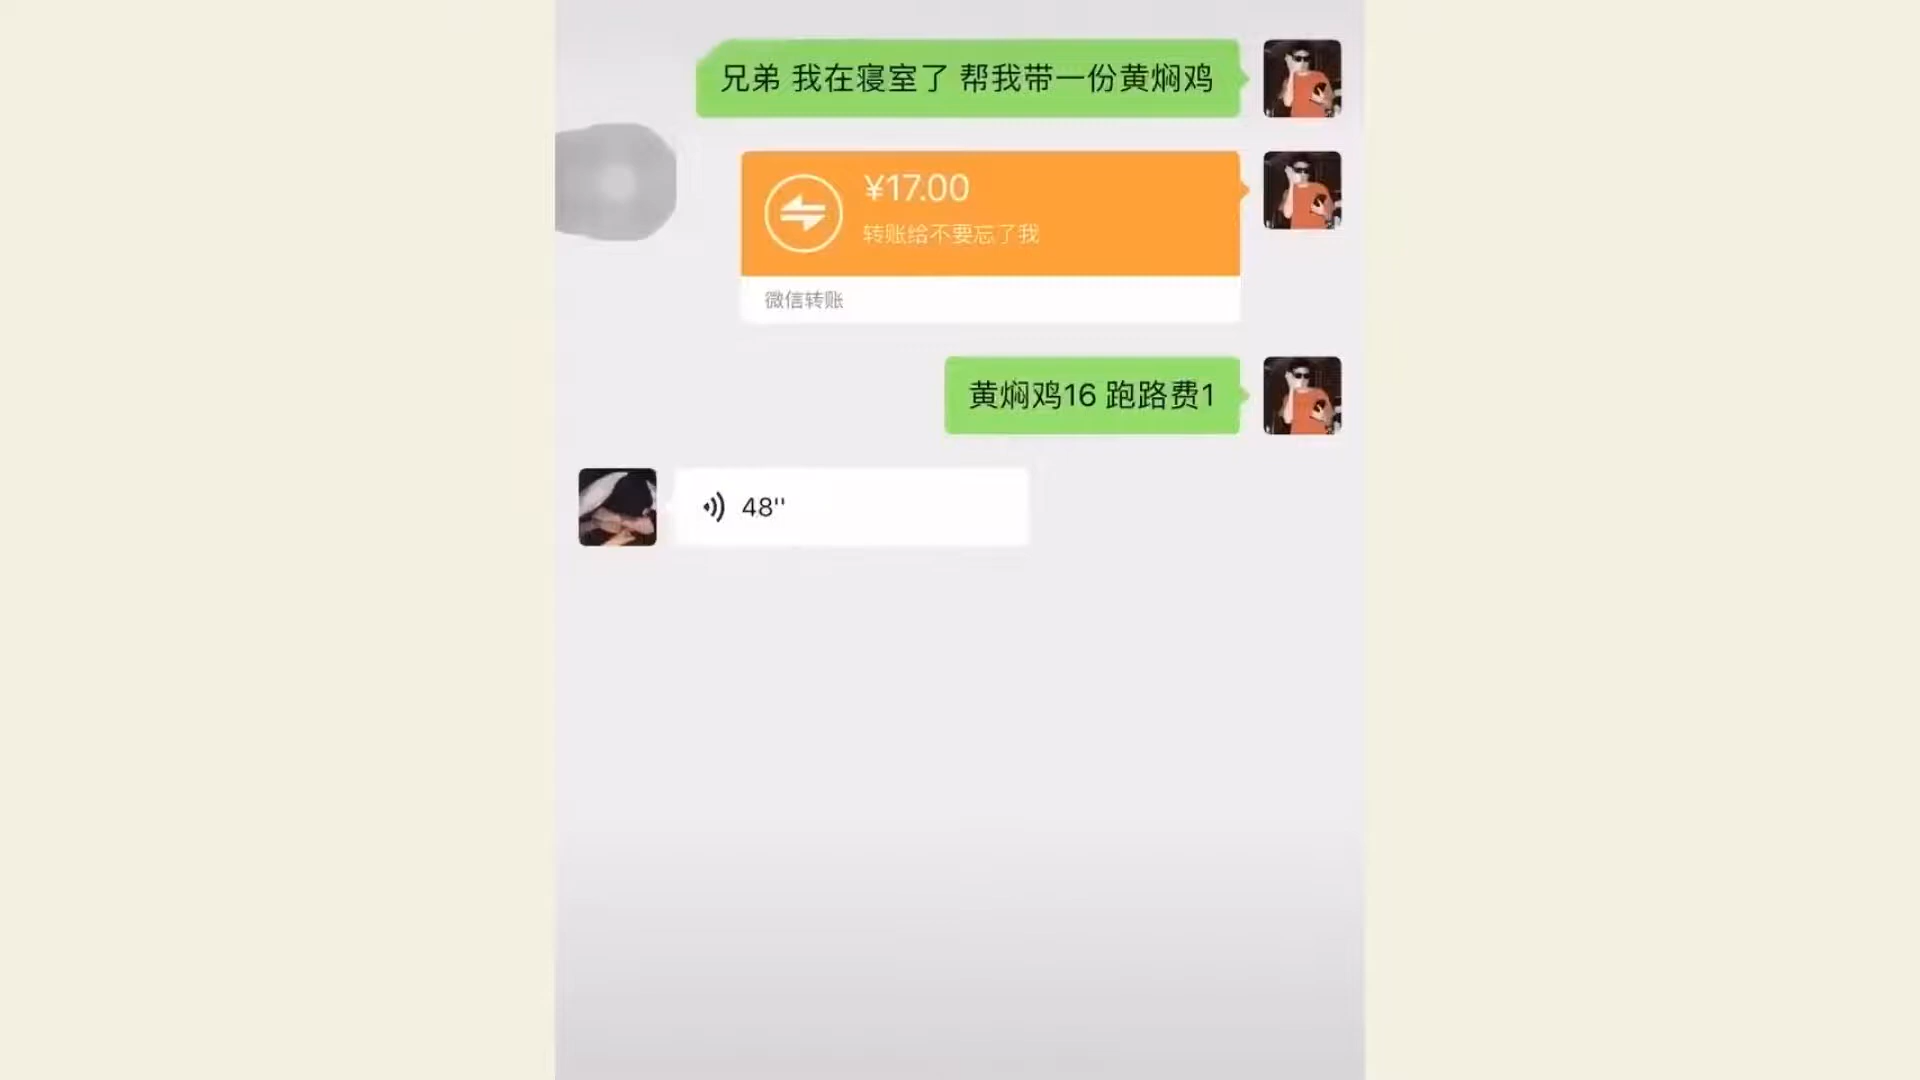 兄弟 我在寝室了 帮我带一份黄焖鸡
¥17.00
转账给不要忘了我
微信转账
黄焖鸡16 跑路费1
48''